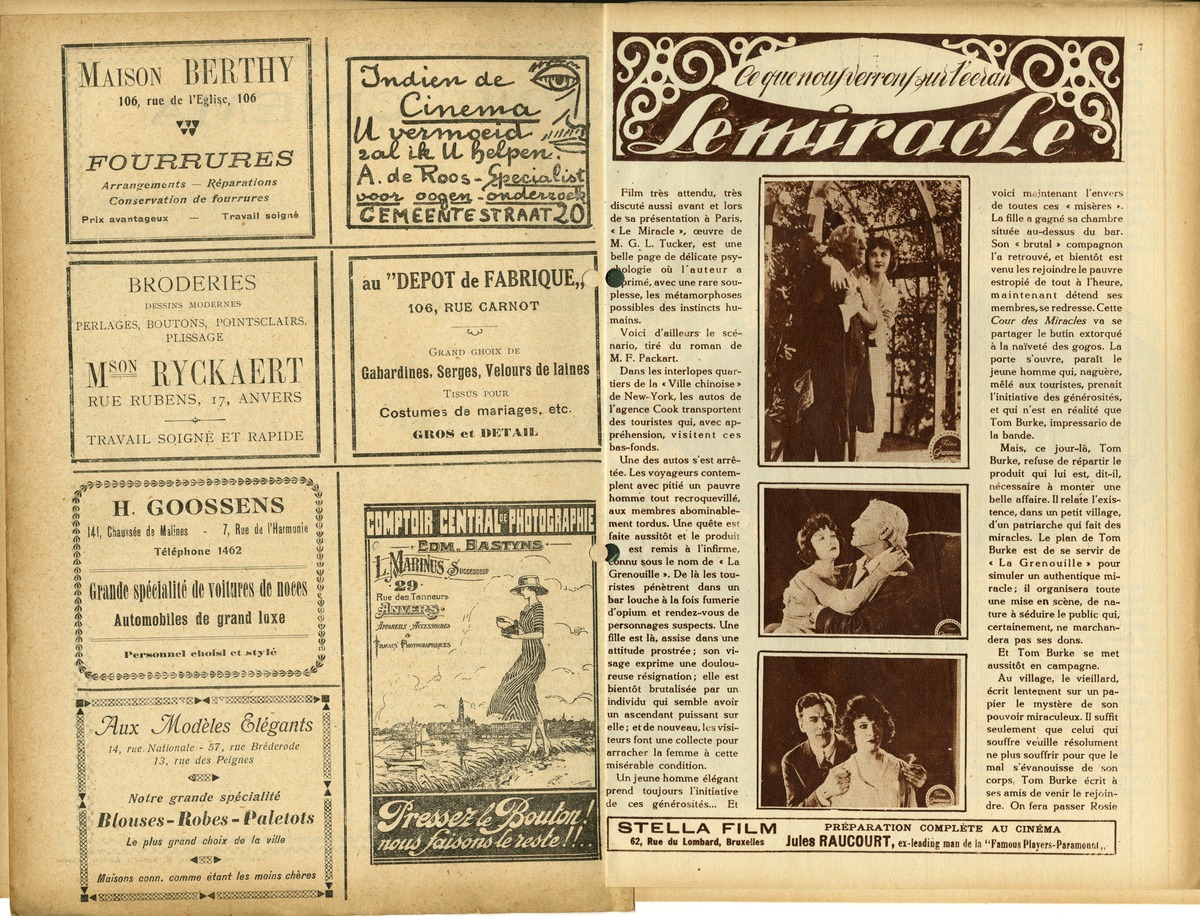 MAISON BERTHY
106, rue de l'Eglise, 106
FOURRURES
Arrangements — Réparations
Conservation de fourrures
Prix avantageux — Travail soigné
Indien de
Cinema
U vermoeid
zal ik U helpen.
A. de Roos - Specialist
voor oogen-onderzoek
GEMEENTESTRAAT 20
BRODERIES
DESSINS MODERNES
PERLAGES, BOUTONS, POINTSCLAIRS,
PLISSAGE
MSON RYCKAERT
RUE RUBENS, 17, ANVERS
TRAVAIL SOIGNÉ ET RAPIDE
au "DEPOT de FABRIQUE„
106, RUE CARNOT
GRAND GHOIX DE
Gabardines, Serges, Velours de laines
TISSUS POUR
Costumes de mariages, etc.
GROS et DETAIL
H. GOOSSENS
141, Chaussée de Malines - 7, Rue de l'Harmonie
Téléphone 1462
Grande spécialité de voitures de noces
Automobiles de grand luxe
Personnel choisi et stylé
COMPTOIR CENTRAL DE PHOTOGRAPHIE
EDM. BASTYNS
L. MARINUS Successeur
29
Rue des Tanneurs
ANVERS
APPAREILS - ACCESSOIRES
&
TRAVAUX PHOTOGRAPHIQUES
Pressez le Bouton!
nous faisons le reste!!..
Aux Modèles Elégants
14, rue Nationale - 57, rue Bréderode
13, rue des Peignes
Notre grande spécialité
Blouses-Robes-Paletots
Le plus grand choix de la ville
Maisons conn. comme étant les moins chères
7
Ce que nous verrons sur l'écran
Le miracle
Film très attendu, très
discuté aussi avant et lors
de sa présentation à Paris,
« Le Miracle », œuvre de
M. G. L. Tucker, est une
belle page de délicate psy-
chologie où l'auteur a
primé, avec une rare sou-
plesse, les métamorphoses
possibles des instincts hu-
mains.
Voici d'ailleurs le scé-
nario, tiré du roman de
M. F. Packart.
Dans les interlopes quar-
tiers de la « Ville chinoise »
de New-York, les autos de
l'agence Cook transportent
des touristes qui, avec ap-
préhension, visitent ces
bas-fonds.
Une des autos s'est arrê-
tée. Les voyageurs contem-
plent avec pitié un pauvre
homme tout recroquevillé,
aux membres abominable-
ment tordus. Une quête est
faite aussitôt et le produit
est remis à l'infirme,
connu sous le nom de « La
Grenouille ». De là les tou-
ristes pénètrent dans un
bar louche à la fois fumerie
d'opium et rendez-vous de
personnages suspects. Une
fille est là, assise dans une
attitude prostrée ; son vi-
sage exprime une doulou-
reuse résignation ; elle est
bientôt brutalisée par un
individu qui semble avoir
un ascendant puissant sur
elle ; et de nouveau, les visi-
teurs font une collecte pour
arracher la femme à cette
misérable condition.
Un jeune homme élégant
prend toujours l'initiative
de ces générosités... Et
voici maintenant l'envers
de toutes ces « misères ».
La fille a gagné sa chambre
située au-dessus du bar.
Son « brutal » compagnon
l'a retrouvé, et bientôt est
venu les rejoindre le pauvre
estropié de tout à l'heure,
maintenant détend ses
membres, se redresse. Cette
Cour des Miracles va se
partager le butin extorqué
à la naïveté des gogos. La
porte s'ouvre, paraît le
jeune homme qui, naguère,
mêlé aux touristes, prenait
l'initiative des générosités,
et qui n'est en réalité que
Tom Burke, impressario de
la bande.
Mais, ce jour-là, Tom
Burke, refuse de répartir le
produit qui lui est, dit-il,
nécessaire à monter une
belle affaire. Il relate l'exis-
tence, dans un petit village,
d'un patriarche qui fait des
miracles. Le plan de Tom
Burke est de se servir de
« La Grenouille » pour
simuler un authentique mi-
racle ; il organisera toute
une mise en scène, de na-
ture à séduire le public qui,
certainement, ne marchan-
dera pas ses dons.
Et Tom Burke se met
aussitôt en campagne.
Au village, le vieillard,
écrit lentement sur un pa-
pier le mystère de son
pouvoir miraculeux. Il suffit
seulement que celui qui
souffre veuille résolument
ne plus souffrir pour que le
mal s'évanouisse de son
corps. Tom Burke écrit à
ses amis de venir le rejoin-
dre. On fera passer Rosie
STELLA FILM
62, Rue du Lombard, Bruxelles
PRÉPARATION COMPLÈTE AU CINÉMA
Jules RAUCOURT, ex-leading man de la "Famous Players-Paramount„